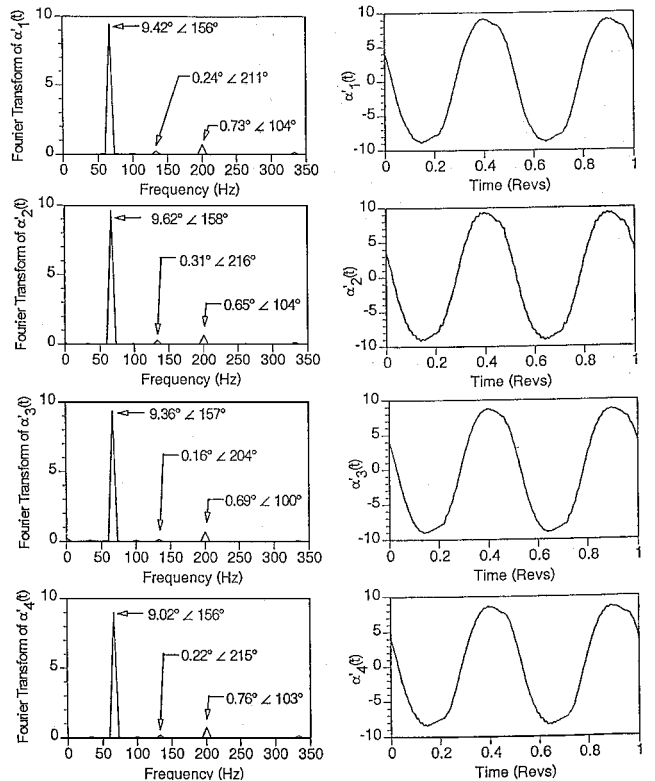 Fourier Transform of α'1(t)
10
5
0
9.42° ∠ 156°
0.24° ∠ 211°
0.73° ∠ 104°
0 50 100 150 200 250 300 350
Frequency (Hz)
α'1(t)
10
5
0
-5
-10
0 0.2 0.4 0.6 0.8 1
Time (Revs)
Fourier Transform of α'2(t)
10
5
0
9.62° ∠ 158°
0.31° ∠ 216°
0.65° ∠ 104°
0 50 100 150 200 250 300 350
Frequency (Hz)
α'2(t)
10
5
0
-5
-10
0 0.2 0.4 0.6 0.8 1
Time (Revs)
Fourier Transform of α'3(t)
10
5
0
9.36° ∠ 157°
0.16° ∠ 204°
0.69° ∠ 100°
0 50 100 150 200 250 300 350
Frequency (Hz)
α'3(t)
10
5
0
-5
-10
0 0.2 0.4 0.6 0.8 1
Time (Revs)
Fourier Transform of α'4(t)
10
5
0
9.02° ∠ 156°
0.22° ∠ 215°
0.76° ∠ 103°
0 50 100 150 200 250 300 350
Frequency (Hz)
α'4(t)
10
5
0
-5
-10
0 0.2 0.4 0.6 0.8 1
Time (Revs)